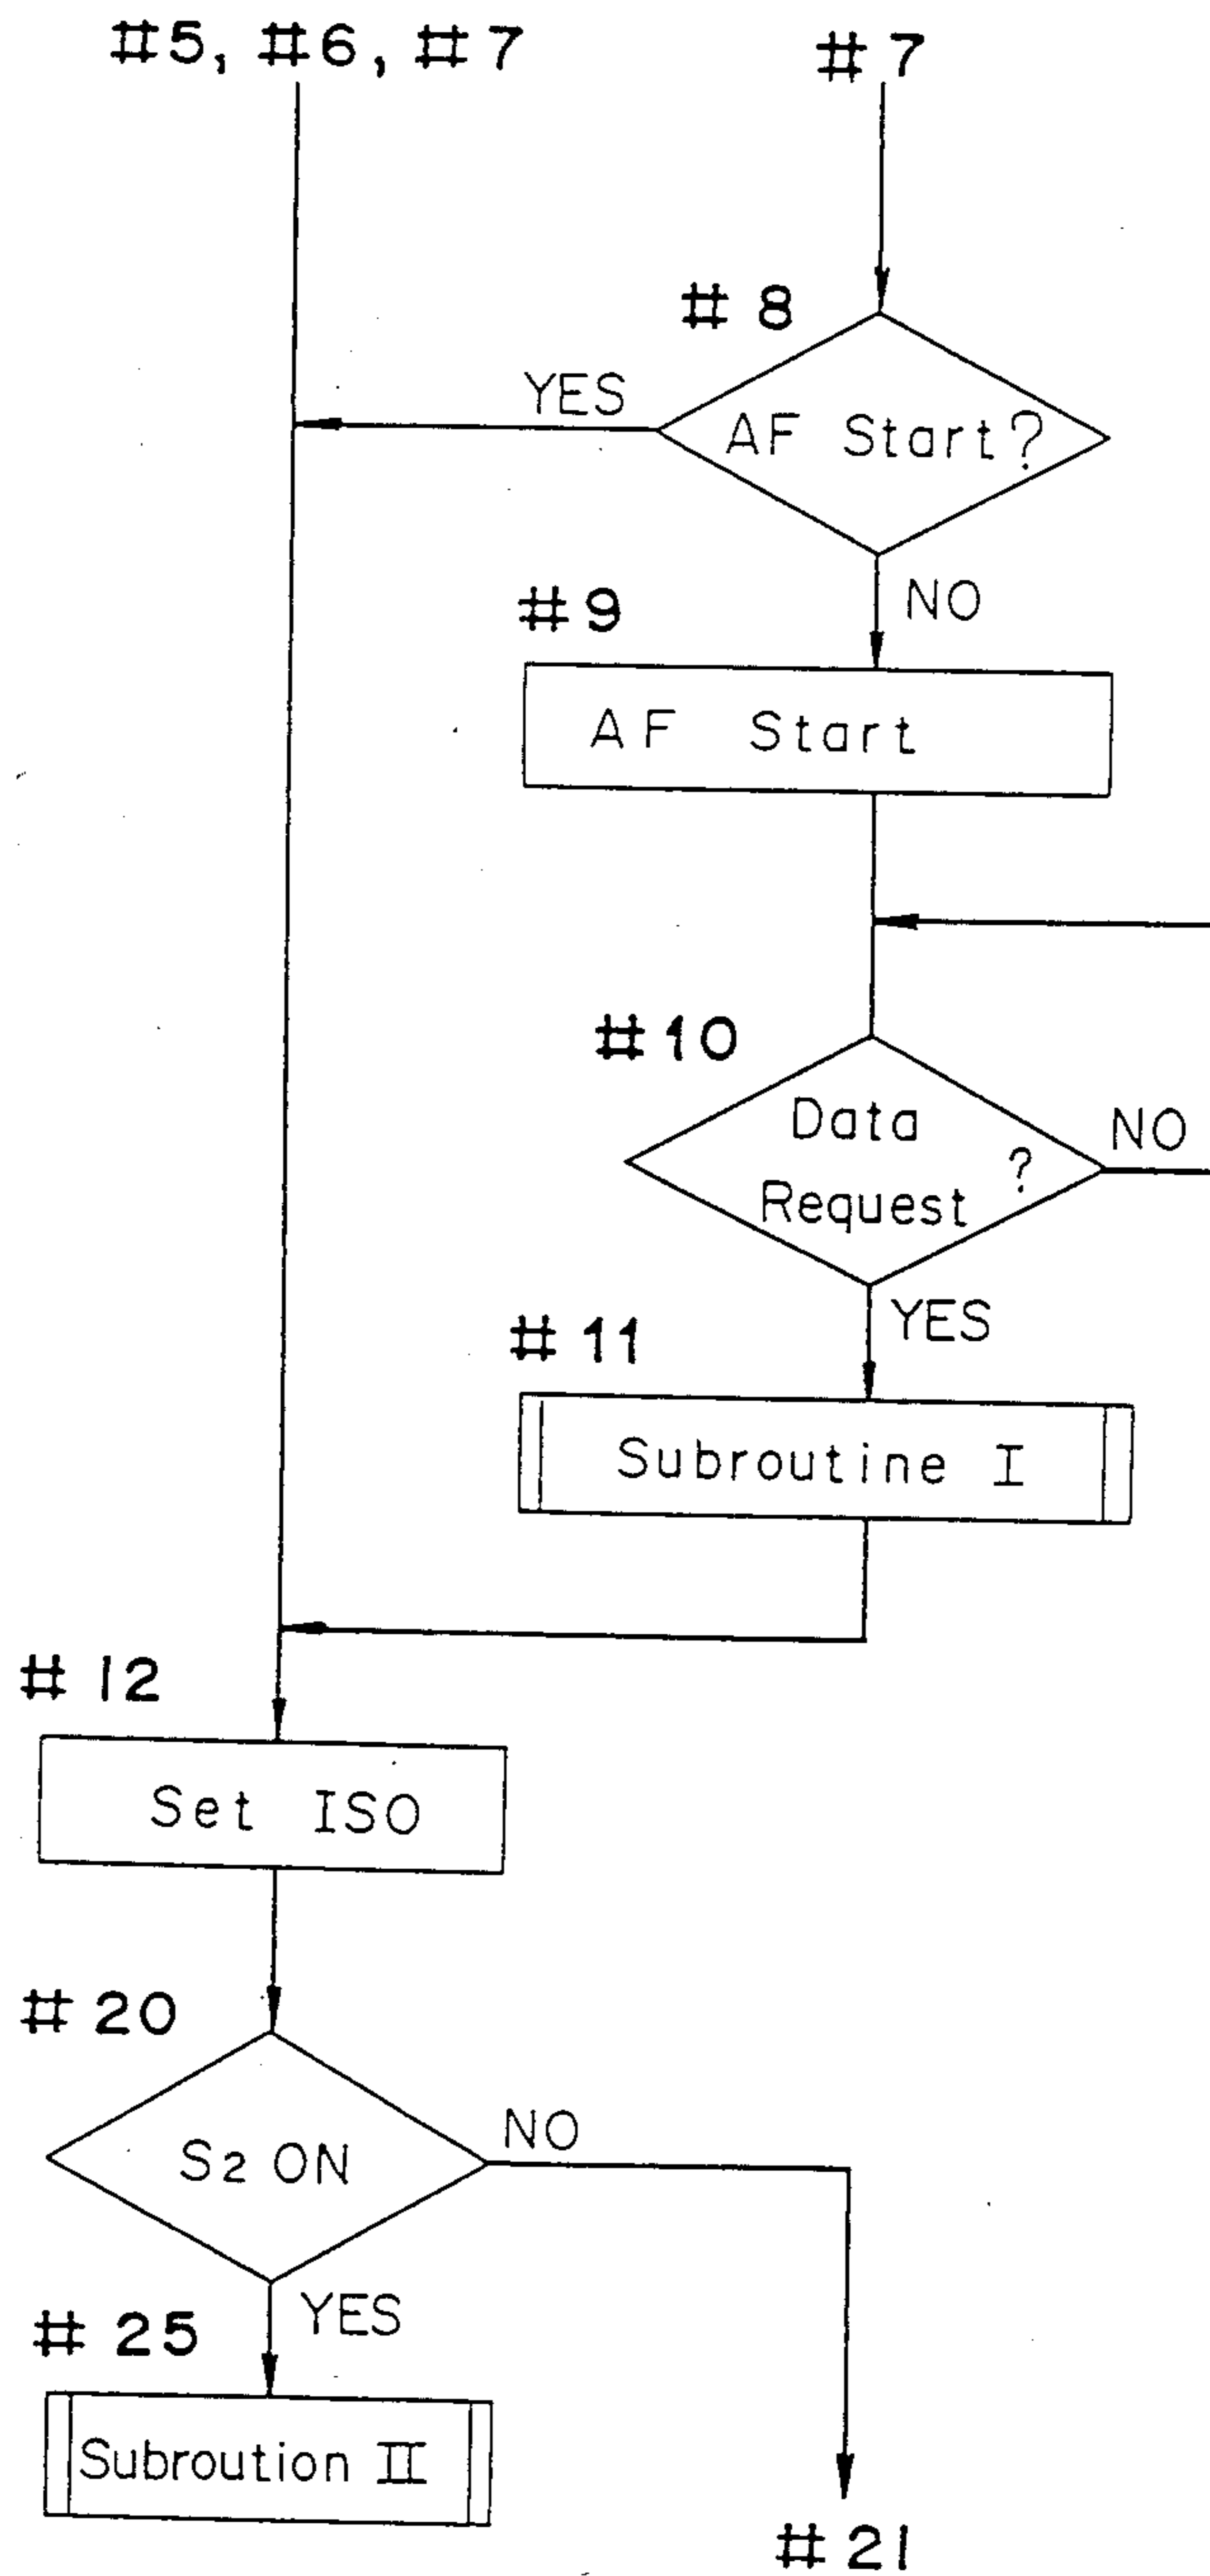 #5, #6, #7
#7
#8
YES
AF Start?
NO
#9
AF Start
#10
Data
Request ?
NO
YES
#11
Subroutine I
#12
Set ISO
#20
S2 ON
NO
YES
#25
Subroution II
#21